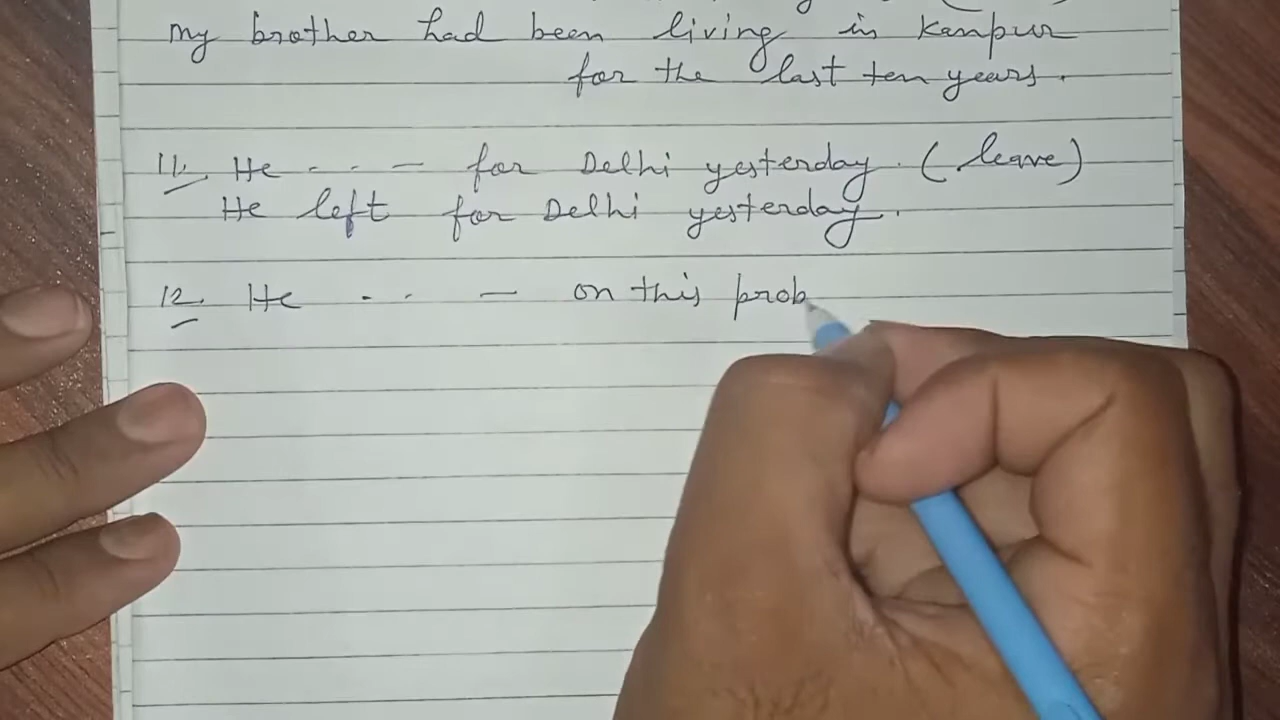 my brother had been living in Kanpur
for the last ten years.
11. He . . . - for Delhi yesterday. (leave)
He left for Delhi yesterday.
12. He . . - on this prob